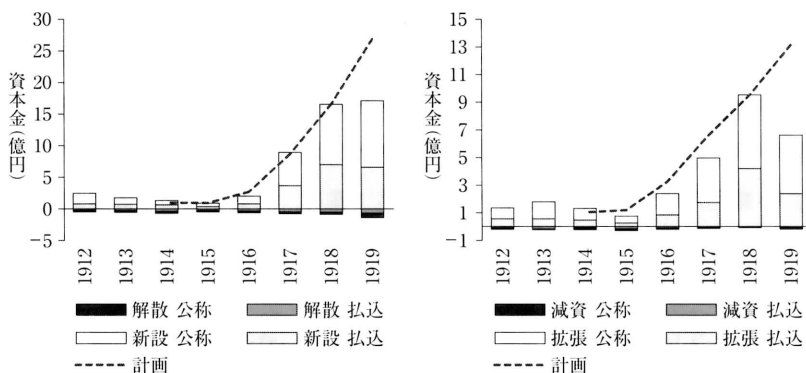 資本金(億円)
30
25
20
15
10
5
0
−5
1912
1913
1914
1915
1916
1917
1918
1919
解散 公称
解散 払込
新設 公称
新設 払込
計画
資本金(億円)
15
13
11
9
7
5
3
1
−1
1912
1913
1914
1915
1916
1917
1918
1919
減資 公称
減資 払込
拡張 公称
拡張 払込
計画